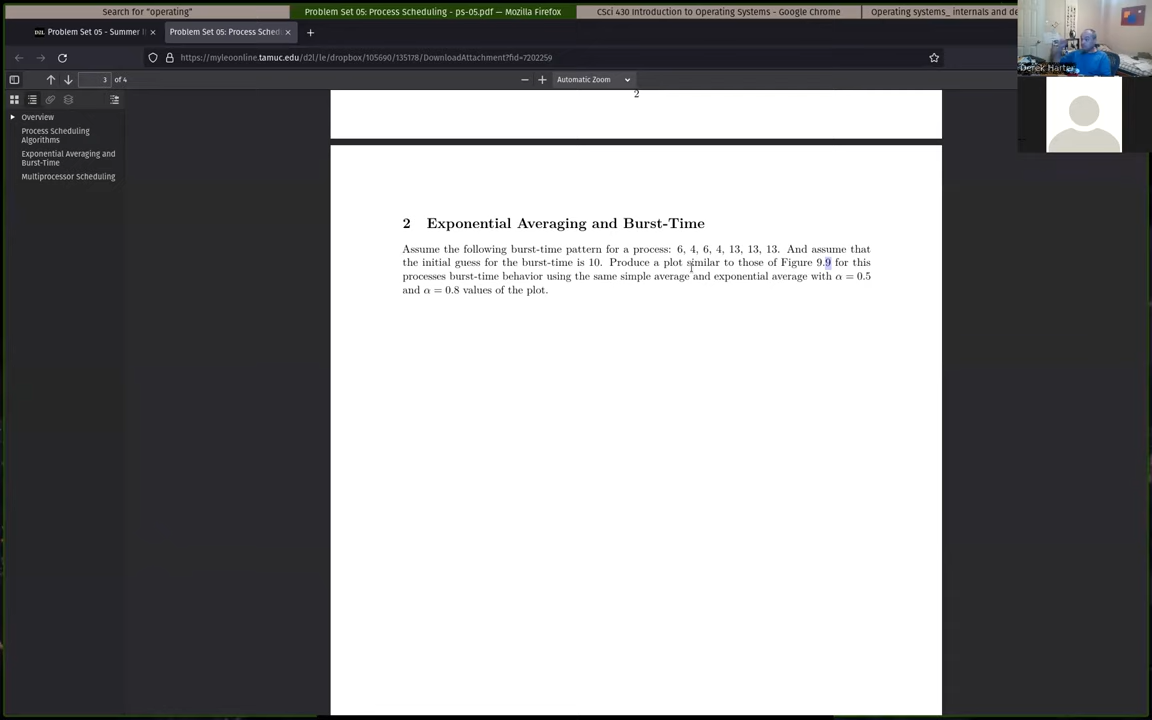 Search for "operating"
Problem Set 05: Process Scheduling - ps-05.pdf — Mozilla Firefox
CSci 430 Introduction to Operating Systems - Google Chrome
Operating systems_ internals and de
Problem Set 05 - Summer
Problem Set 05: Process Sched
https://myleoonline.tamuc.edu/d2l/le/dropbox/105690/135178/DownloadAttachment?fid=7202259
Derek Harter
3 of 4
Automatic Zoom
Overview
Process Scheduling
Algorithms
Exponential Averaging and
Burst-Time
Multiprocessor Scheduling
2
2 Exponential Averaging and Burst-Time
Assume the following burst-time pattern for a process: 6, 4, 6, 4, 13, 13, 13. And assume that
the initial guess for the burst-time is 10. Produce a plot similar to those of Figure 9.9 for this
processes burst-time behavior using the same simple average and exponential average with α = 0.5
and α = 0.8 values of the plot.